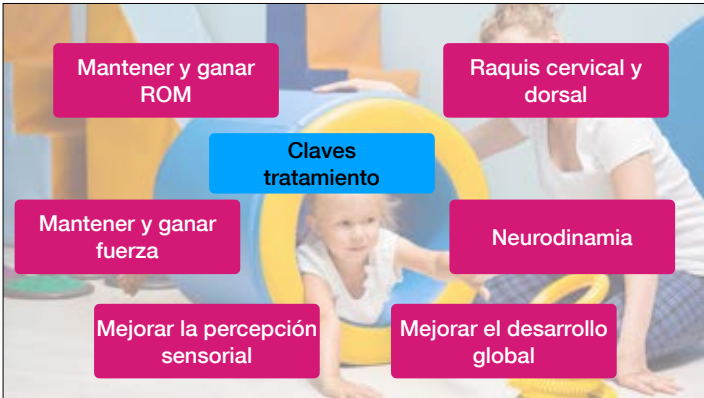 Mantener y ganar
ROM
Raquis cervical y
dorsal
Claves
tratamiento
Mantener y ganar
fuerza
Neurodinamia
Mejorar la percepción
sensorial
Mejorar el desarrollo
global